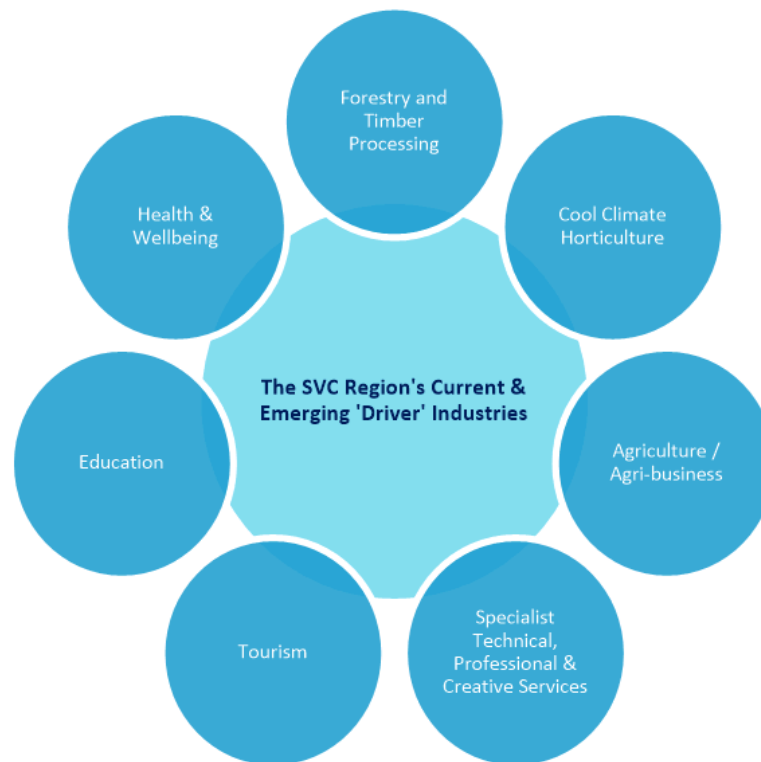 Forestry and
Timber
Processing
Cool Climate
Horticulture
Agriculture /
Agri-business
Specialist
Technical,
Professional &
Creative Services
Tourism
Education
Health &
Wellbeing
The SVC Region's Current &
Emerging 'Driver' Industries